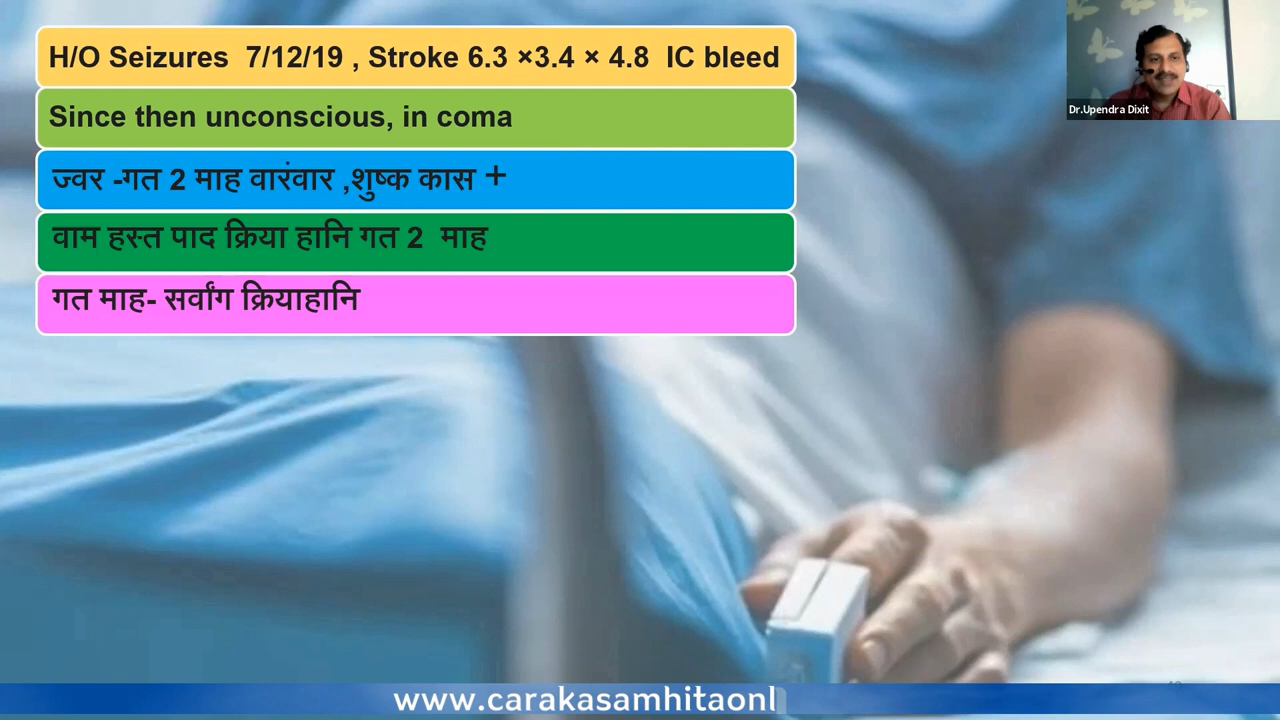 H/O Seizures 7/12/19 , Stroke 6.3 ×3.4 × 4.8 IC bleed
Since then unconscious, in coma
ज्वर -गत 2 माह वारंवार ,शुष्क कास +
वाम हस्त पाद क्रिया हानि गत 2 माह
गत माह- सर्वांग क्रियाहानि
Dr.Upendra Dixit
www.carakasamhitaonl